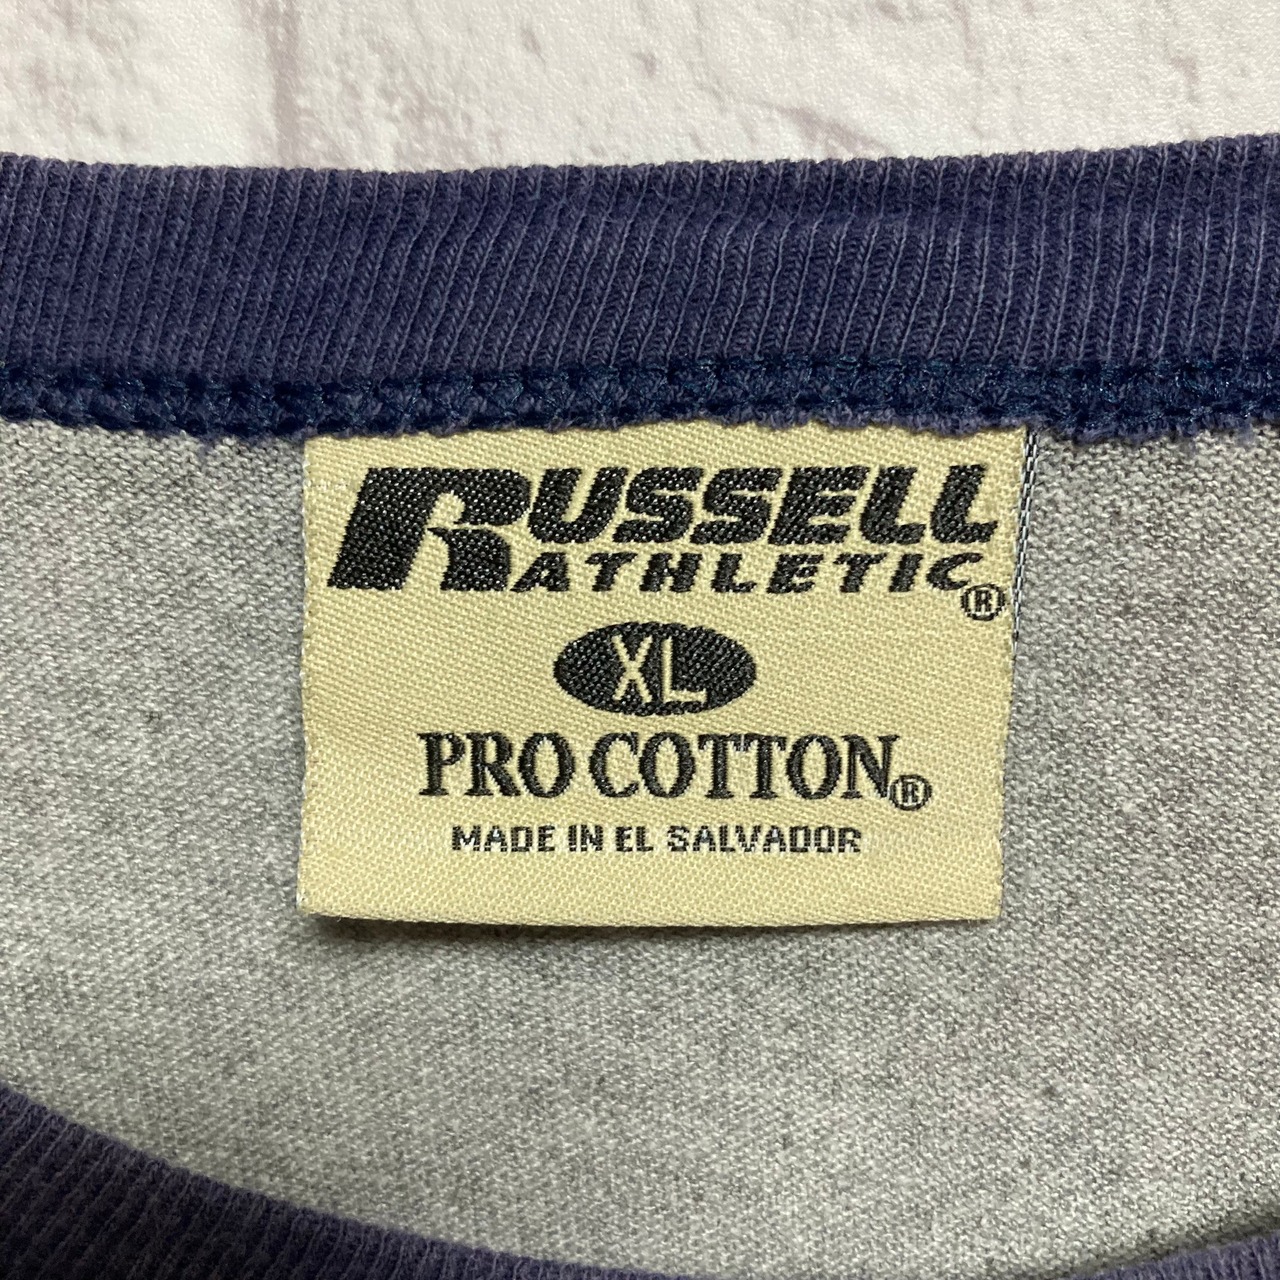 RUSSELL
ATHLETIC®
XL
PRO COTTON®
MADE IN EL SALVADOR